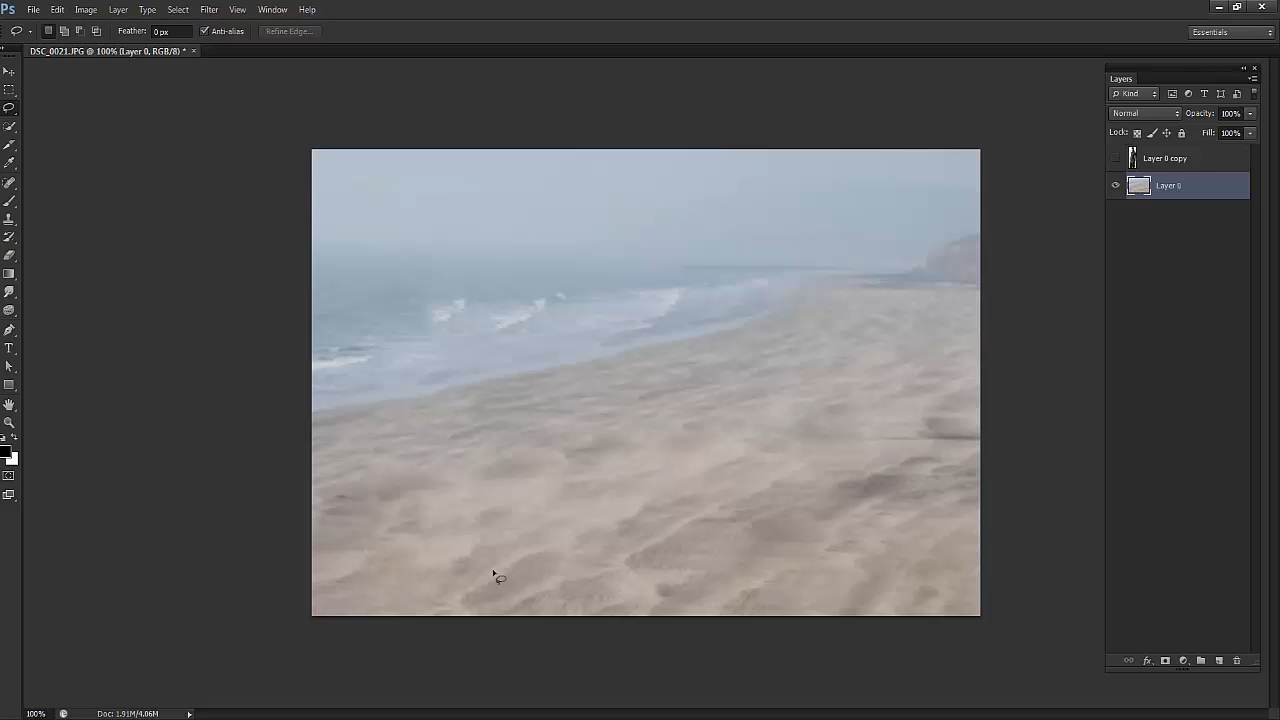 Ps File Edit Image Layer Type Select Filter View Window Help
Feather: 0 px Anti-alias Refine Edge... Essentials
DSC_0021.JPG @ 100% (Layer 0, RGB/8) * ×
Layers
Kind
Normal Opacity: 100%
Lock: Fill: 100%
Layer 0 copy
Layer 0
100% Doc: 1.91M/4.06M